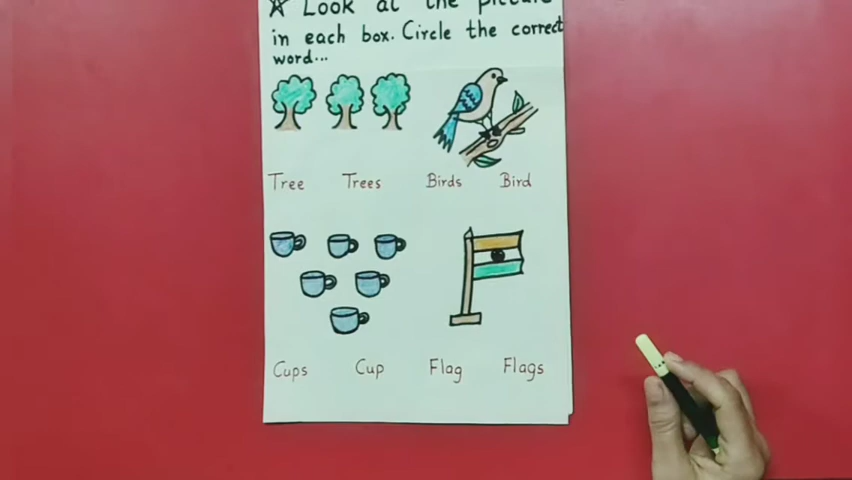 Look at the picture
in each box. Circle the correct
word...
Tree Trees Birds Bird
Cups Cup Flag Flags